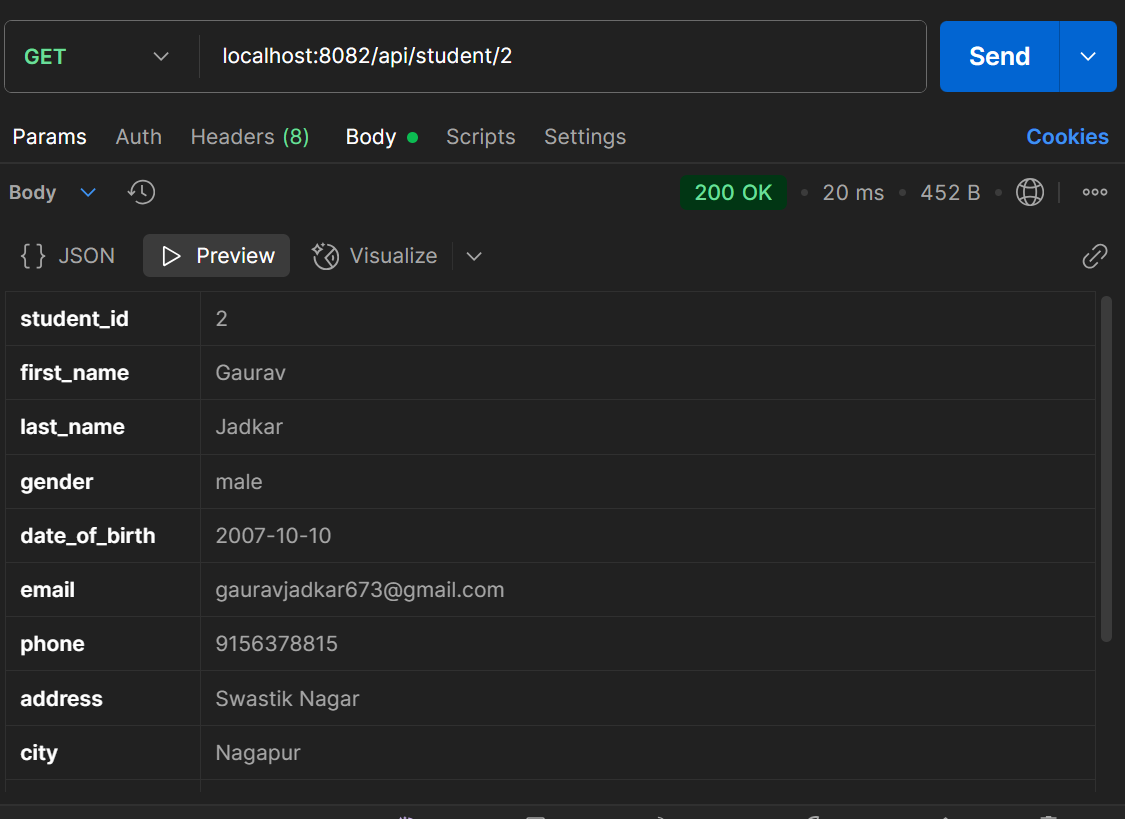 GET localhost:8082/api/student/2 Send
Params Auth Headers (8) Body Scripts Settings Cookies
Body 200 OK 20 ms 452 B
{} JSON Preview Visualize
student_id 2
first_name Gaurav
last_name Jadkar
gender male
date_of_birth 2007-10-10
email gauravjadkar673@gmail.com
phone 9156378815
address Swastik Nagar
city Nagapur